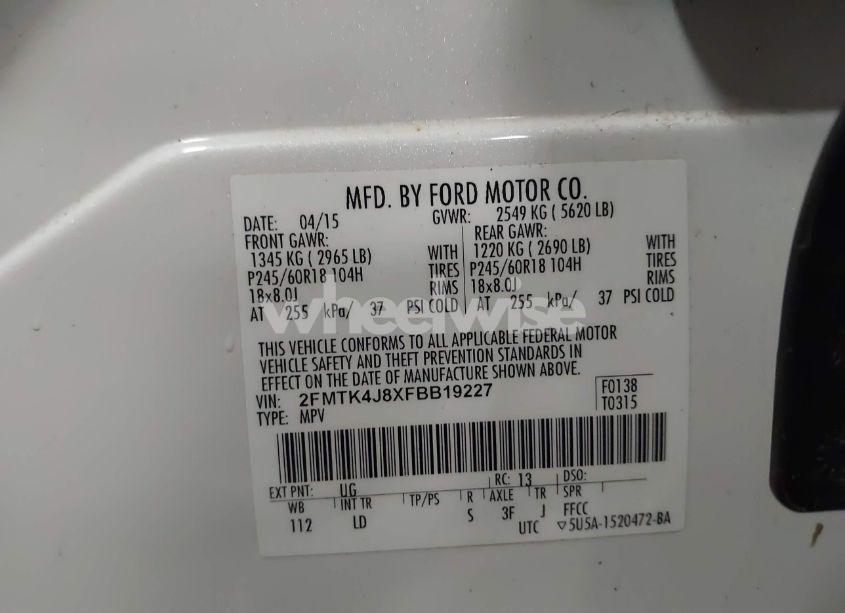 MFD. BY FORD MOTOR CO.
DATE: 04/15 GVWR: 2549 KG ( 5620 LB)
FRONT GAWR: REAR GAWR:
1345 KG ( 2965 LB) WITH 1220 KG ( 2690 LB) WITH
P245/60R18 104H TIRES P245/60R18 104H TIRES
18x8.0J RIMS 18x8.0J RIMS
AT 255 kPa/ 37 PSI COLD AT 255 kPa/ 37 PSI COLD
wheelwise
THIS VEHICLE CONFORMS TO ALL APPLICABLE FEDERAL MOTOR
VEHICLE SAFETY AND THEFT PREVENTION STANDARDS IN
EFFECT ON THE DATE OF MANUFACTURE SHOWN ABOVE.
VIN: 2FMTK4J8XFBB19227 F0138
TYPE: MPV T0315
EXT PNT: UG RC: 13 DSO:
WB INT TR TP/PS R AXLE TR SPR
112 LD S 3F J FFCC
UTC ▽5U5A-1520472-BA